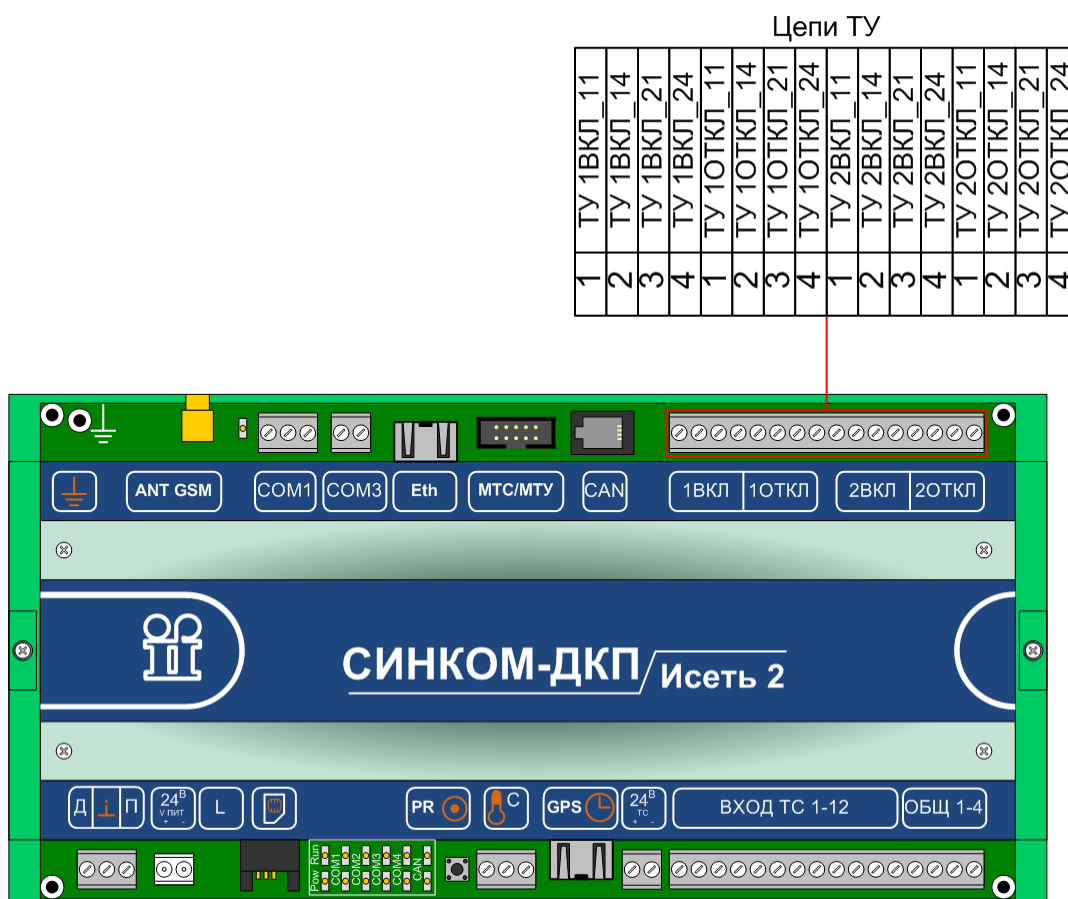 Цепи ТУ
ТУ 1ВКЛ_11
ТУ 1ВКЛ_14
ТУ 1ВКЛ_21
ТУ 1ВКЛ_24
ТУ 1ОТКЛ_11
ТУ 1ОТКЛ_14
ТУ 1ОТКЛ_21
ТУ 1ОТКЛ_24
ТУ 2ВКЛ_11
ТУ 2ВКЛ_14
ТУ 2ВКЛ_21
ТУ 2ВКЛ_24
ТУ 2ОТКЛ_11
ТУ 2ОТКЛ_14
ТУ 2ОТКЛ_21
ТУ 2ОТКЛ_24
1 2 3 4 1 2 3 4 1 2 3 4 1 2 3 4
ANT GSM COM1 COM3 Eth МТС/МТУ CAN 1ВКЛ 1ОТКЛ 2ВКЛ 2ОТКЛ
СИНКОМ-ДКП/Исеть 2
Д П 24В V ПИТ + - L PR C GPS 24В ТС + - ВХОД ТС 1-12 ОБЩ 1-4
Pow Run COM1 COM2 COM3 COM4 CAN